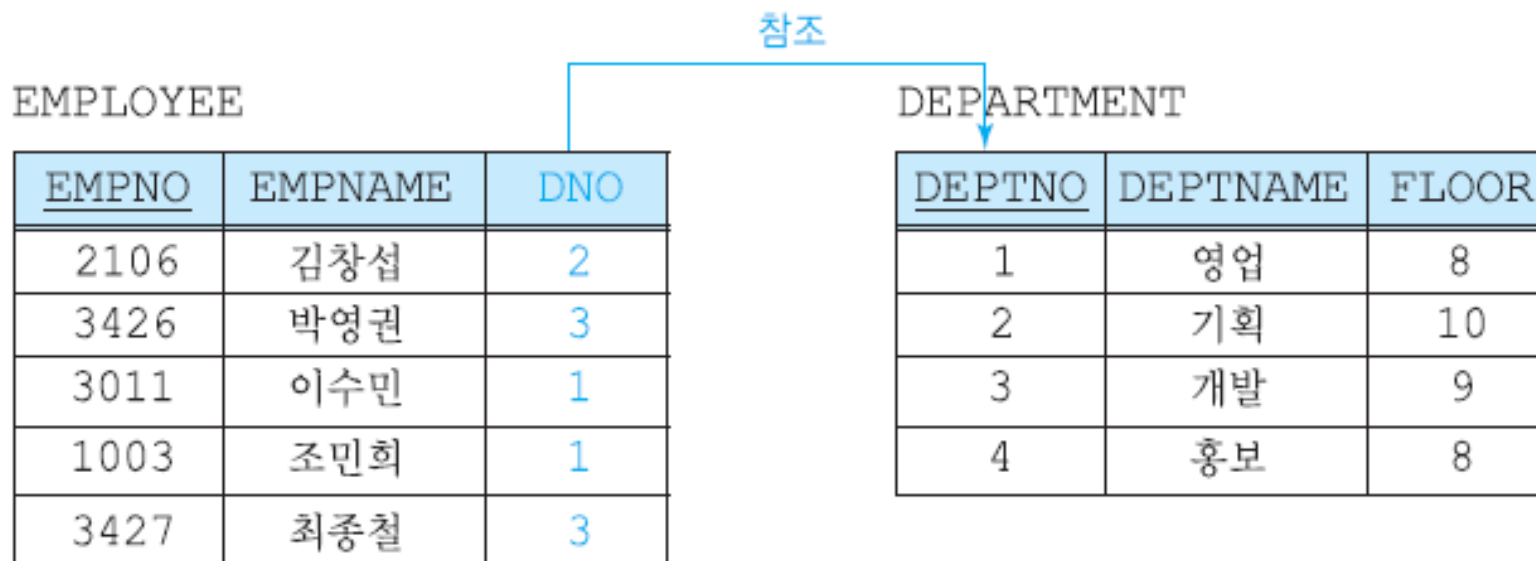 참조
EMPLOYEE
EMPNO EMPNAME DNO
2106 김창섭 2
3426 박영권 3
3011 이수민 1
1003 조민희 1
3427 최종철 3
DEPARTMENT
DEPTNO DEPTNAME FLOOR
1 영업 8
2 기획 10
3 개발 9
4 홍보 8